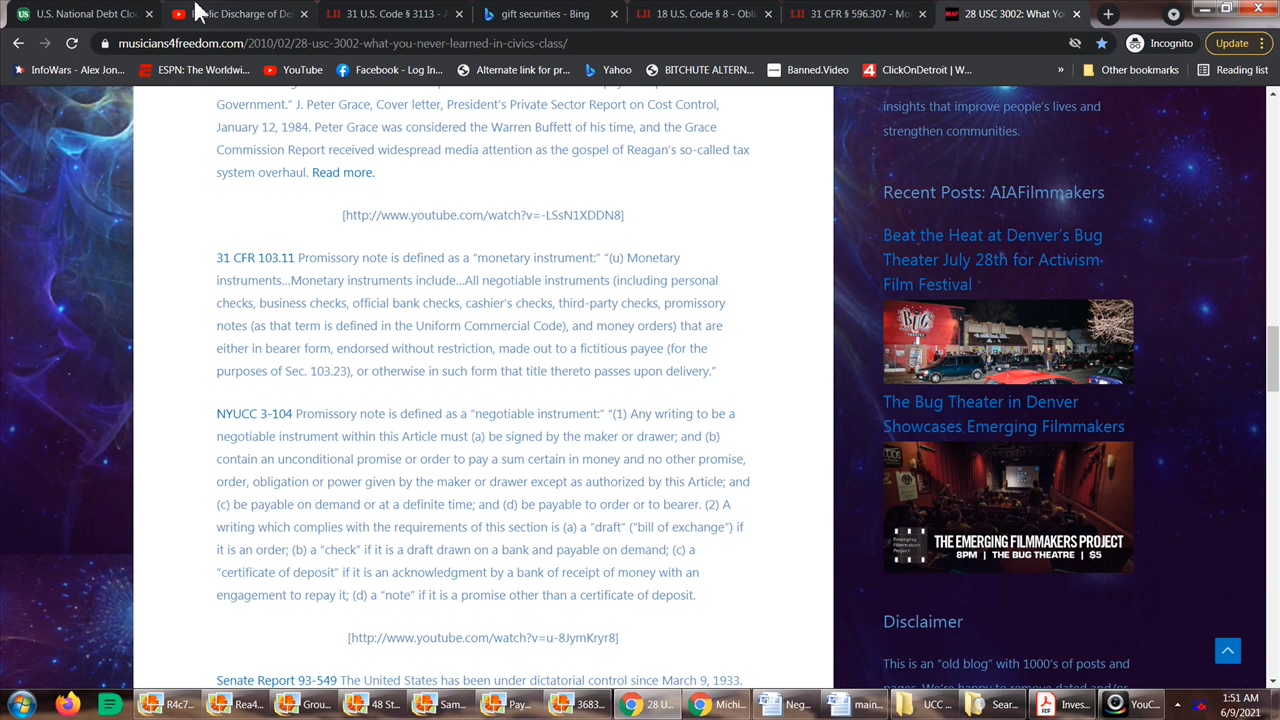 U.S. National Debt Clo
Public Discharge of De
31 U.S. Code § 3113 - A
gift securities - Bing
18 U.S. Code § 8 - Obli
31 CFR § 596.307 - Mo
28 USC 3002: What Yo
musicians4freedom.com/2010/02/28-usc-3002-what-you-never-learned-in-civics-class/
Incognito
Update
InfoWars - Alex Jon...
ESPN: The Worldwi...
YouTube
Facebook - Log In...
Alternate link for pr...
Yahoo
BITCHUTE ALTERN...
Banned.Video
ClickOnDetroit | W...
»
Other bookmarks
Reading list
Government.” J. Peter Grace, Cover letter, President’s Private Sector Report on Cost Control,
January 12, 1984. Peter Grace was considered the Warren Buffett of his time, and the Grace
Commission Report received widespread media attention as the gospel of Reagan’s so-called tax
system overhaul. Read more.
[http://www.youtube.com/watch?v=-LSsN1XDDN8]
31 CFR 103.11 Promissory note is defined as a “monetary instrument:” “(u) Monetary
instruments...Monetary instruments include...All negotiable instruments (including personal
checks, business checks, official bank checks, cashier’s checks, third-party checks, promissory
notes (as that term is defined in the Uniform Commercial Code), and money orders) that are
either in bearer form, endorsed without restriction, made out to a fictitious payee (for the
purposes of Sec. 103.23), or otherwise in such form that title thereto passes upon delivery.”
NYUCC 3-104 Promissory note is defined as a “negotiable instrument:” “(1) Any writing to be a
negotiable instrument within this Article must (a) be signed by the maker or drawer; and (b)
contain an unconditional promise or order to pay a sum certain in money and no other promise,
order, obligation or power given by the maker or drawer except as authorized by this Article; and
(c) be payable on demand or at a definite time; and (d) be payable to order or to bearer. (2) A
writing which complies with the requirements of this section is (a) a “draft” (“bill of exchange”) if
it is an order; (b) a “check” if it is a draft drawn on a bank and payable on demand; (c) a
“certificate of deposit” if it is an acknowledgment by a bank of receipt of money with an
engagement to repay it; (d) a “note” if it is a promise other than a certificate of deposit.
[http://www.youtube.com/watch?v=u-8JymKryr8]
Senate Report 93-549 The United States has been under dictatorial control since March 9, 1933.
insights that improve people’s lives and
strengthen communities.
Recent Posts: AIAFilmmakers
Beat the Heat at Denver’s Bug
Theater July 28th for Activism
Film Festival
The Bug Theater in Denver
Showcases Emerging Filmmakers
Emerging
Filmmakers
Project
THE EMERGING FILMMAKERS PROJECT
8PM | THE BUG THEATRE | $5
Disclaimer
This is an “old blog” with 1000’s of posts and
R4c7...
Rea4...
Grou...
48 St...
Sam...
Pay...
3683...
28 U...
Michi...
Neg...
main...
UCC ...
Sear...
Inves...
YouC...
1:51 AM
6/9/2021